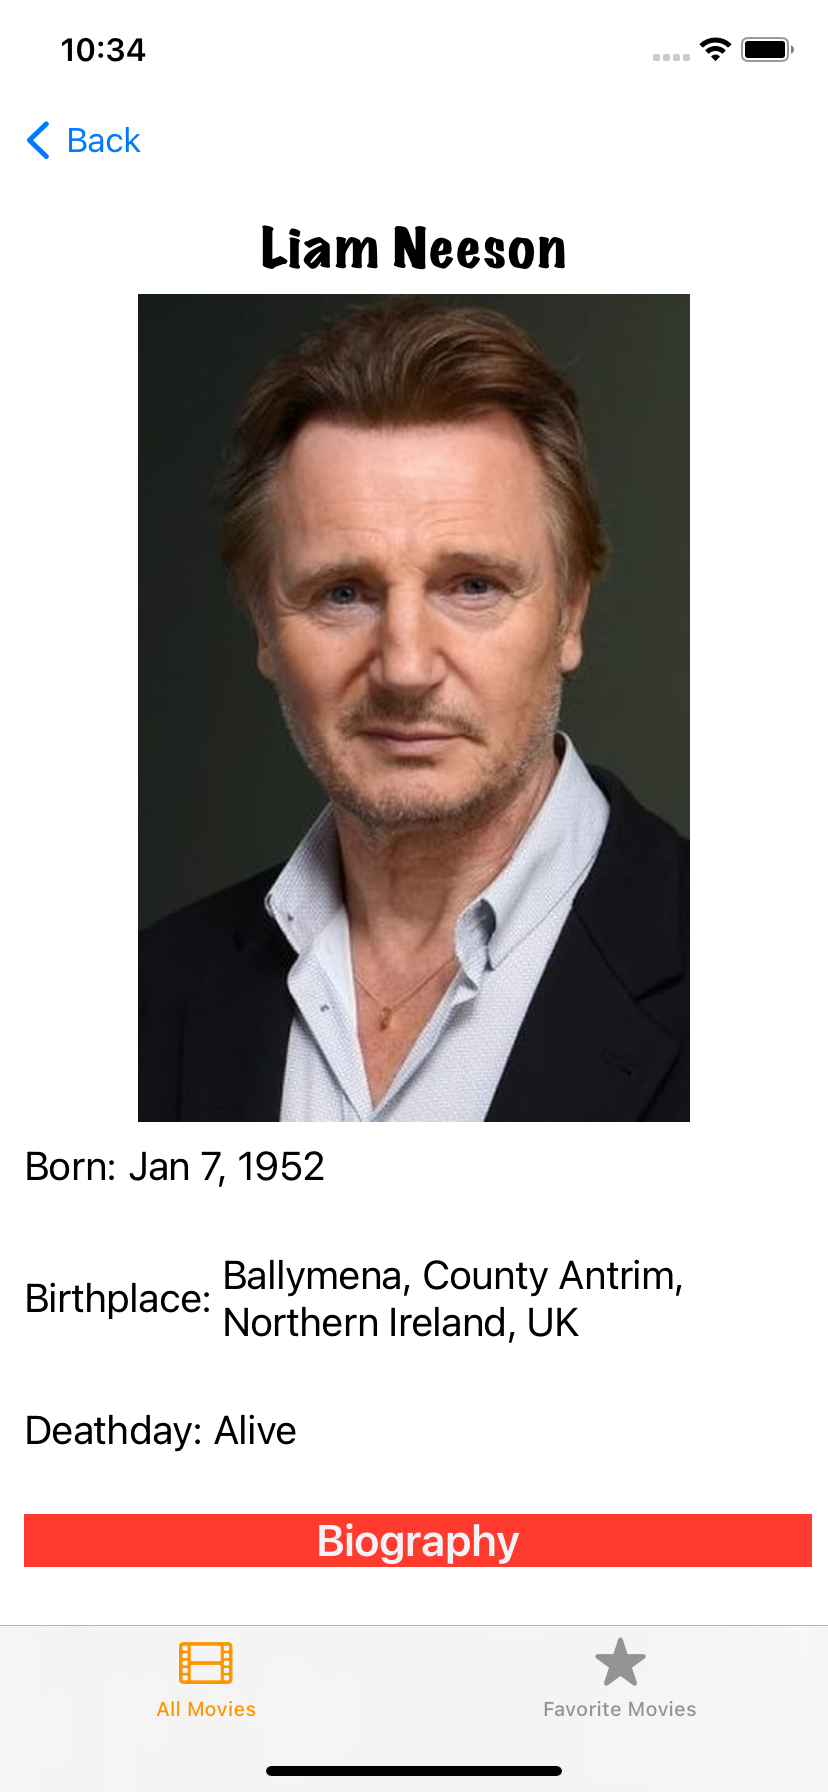 10:34
Back
Liam Neeson
Born: Jan 7, 1952
Birthplace: Ballymena, County Antrim,
Northern Ireland, UK
Deathday: Alive
Biography
All Movies
Favorite Movies